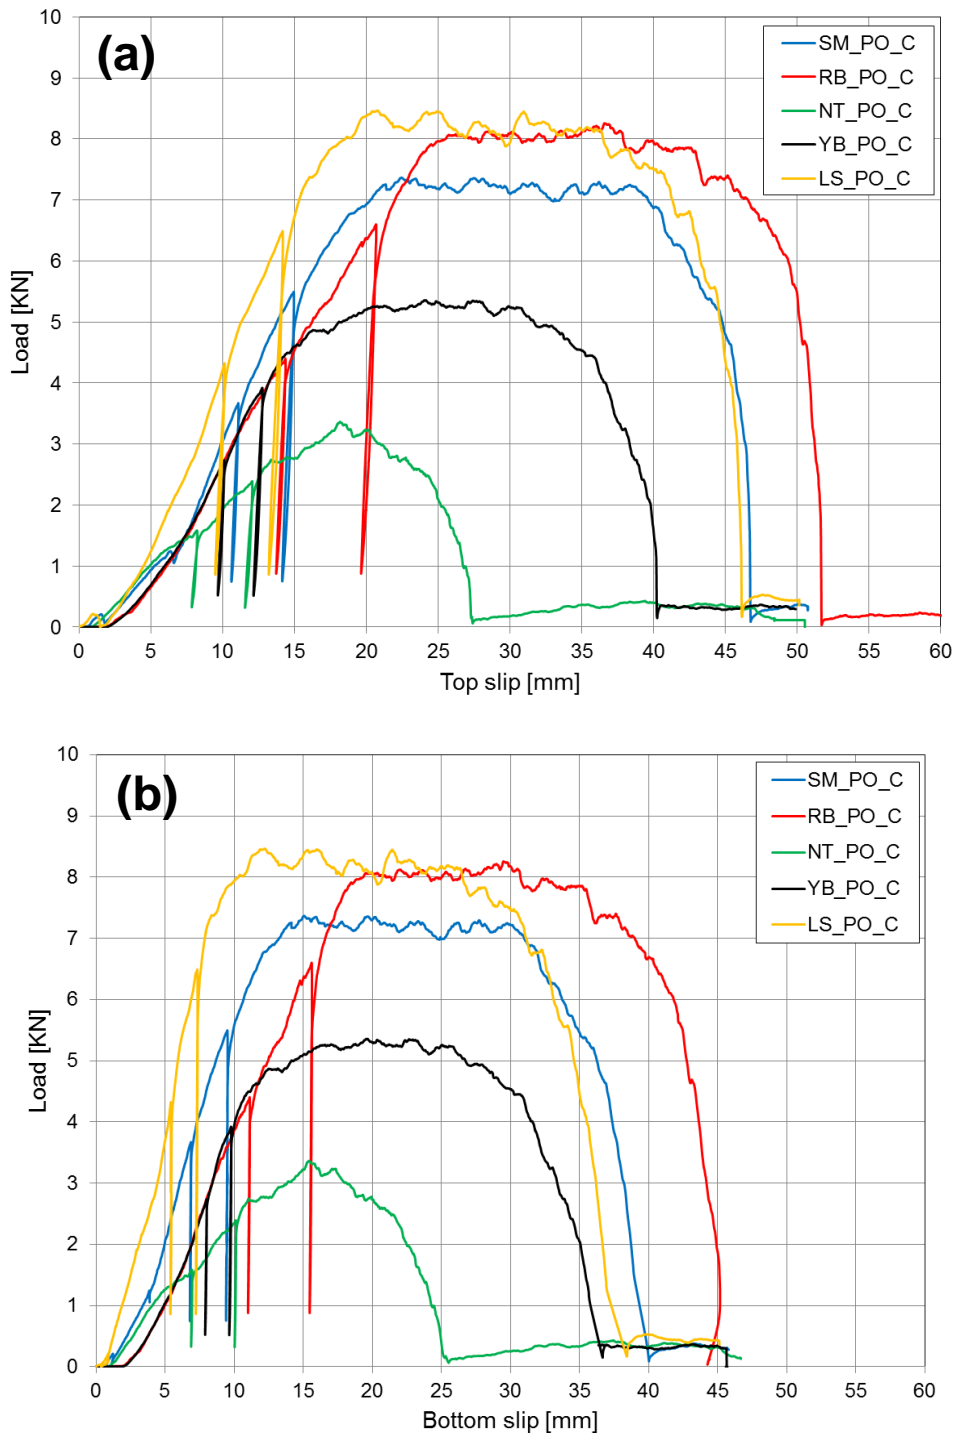 (a)
SM_PO_C
RB_PO_C
NT_PO_C
YB_PO_C
LS_PO_C
Load [KN]
10
9
8
7
6
5
4
3
2
1
0
0 5 10 15 20 25 30 35 40 45 50 55 60
Top slip [mm]
(b)
SM_PO_C
RB_PO_C
NT_PO_C
YB_PO_C
LS_PO_C
Load [KN]
10
9
8
7
6
5
4
3
2
1
0
0 5 10 15 20 25 30 35 40 45 50 55 60
Bottom slip [mm]